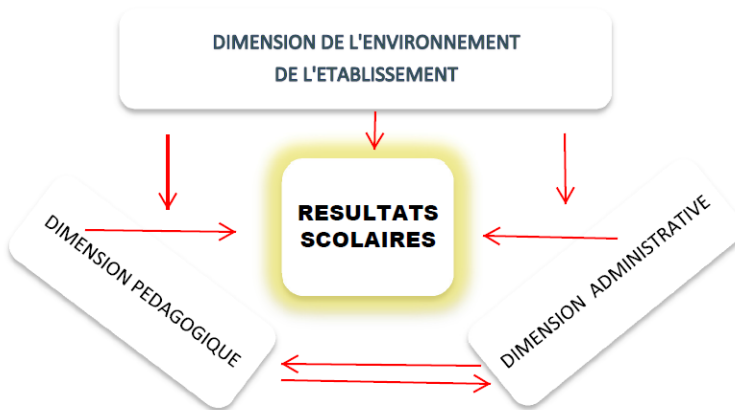 DIMENSION DE L'ENVIRONNEMENT
DE L'ETABLISSEMENT
RESULTATS
SCOLAIRES
DIMENSION PEDAGOGIQUE
DIMENSION ADMINISTRATIVE